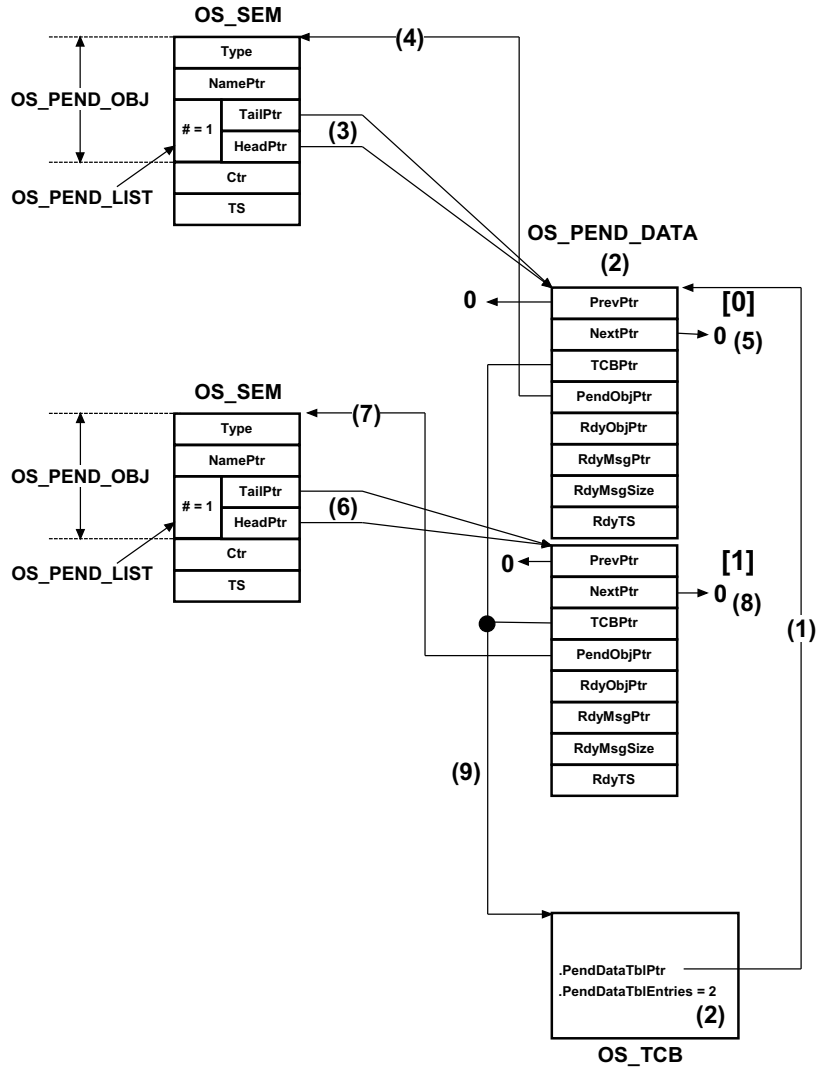 OS_SEM
(4)
Type
NamePtr
OS_PEND_OBJ
# = 1
TailPtr
(3)
HeadPtr
Ctr
OS_PEND_LIST
TS
OS_PEND_DATA
(2)
0
PrevPtr
[0]
NextPtr
0 (5)
TCBPtr
PendObjPtr
RdyObjPtr
RdyMsgPtr
RdyMsgSize
RdyTS
OS_SEM
(7)
Type
NamePtr
OS_PEND_OBJ
# = 1
TailPtr
(6)
HeadPtr
Ctr
OS_PEND_LIST
TS
0
PrevPtr
[1]
NextPtr
0 (8)
TCBPtr
(1)
PendObjPtr
RdyObjPtr
RdyMsgPtr
RdyMsgSize
RdyTS
(9)
.PendDataTblPtr
.PendDataTblEntries = 2
(2)
OS_TCB